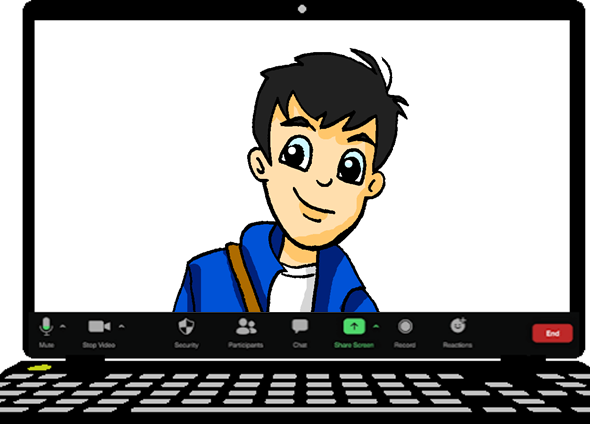 Mute
Stop Video
Security
Participants
Chat
Share Screen
Record
Reactions
End